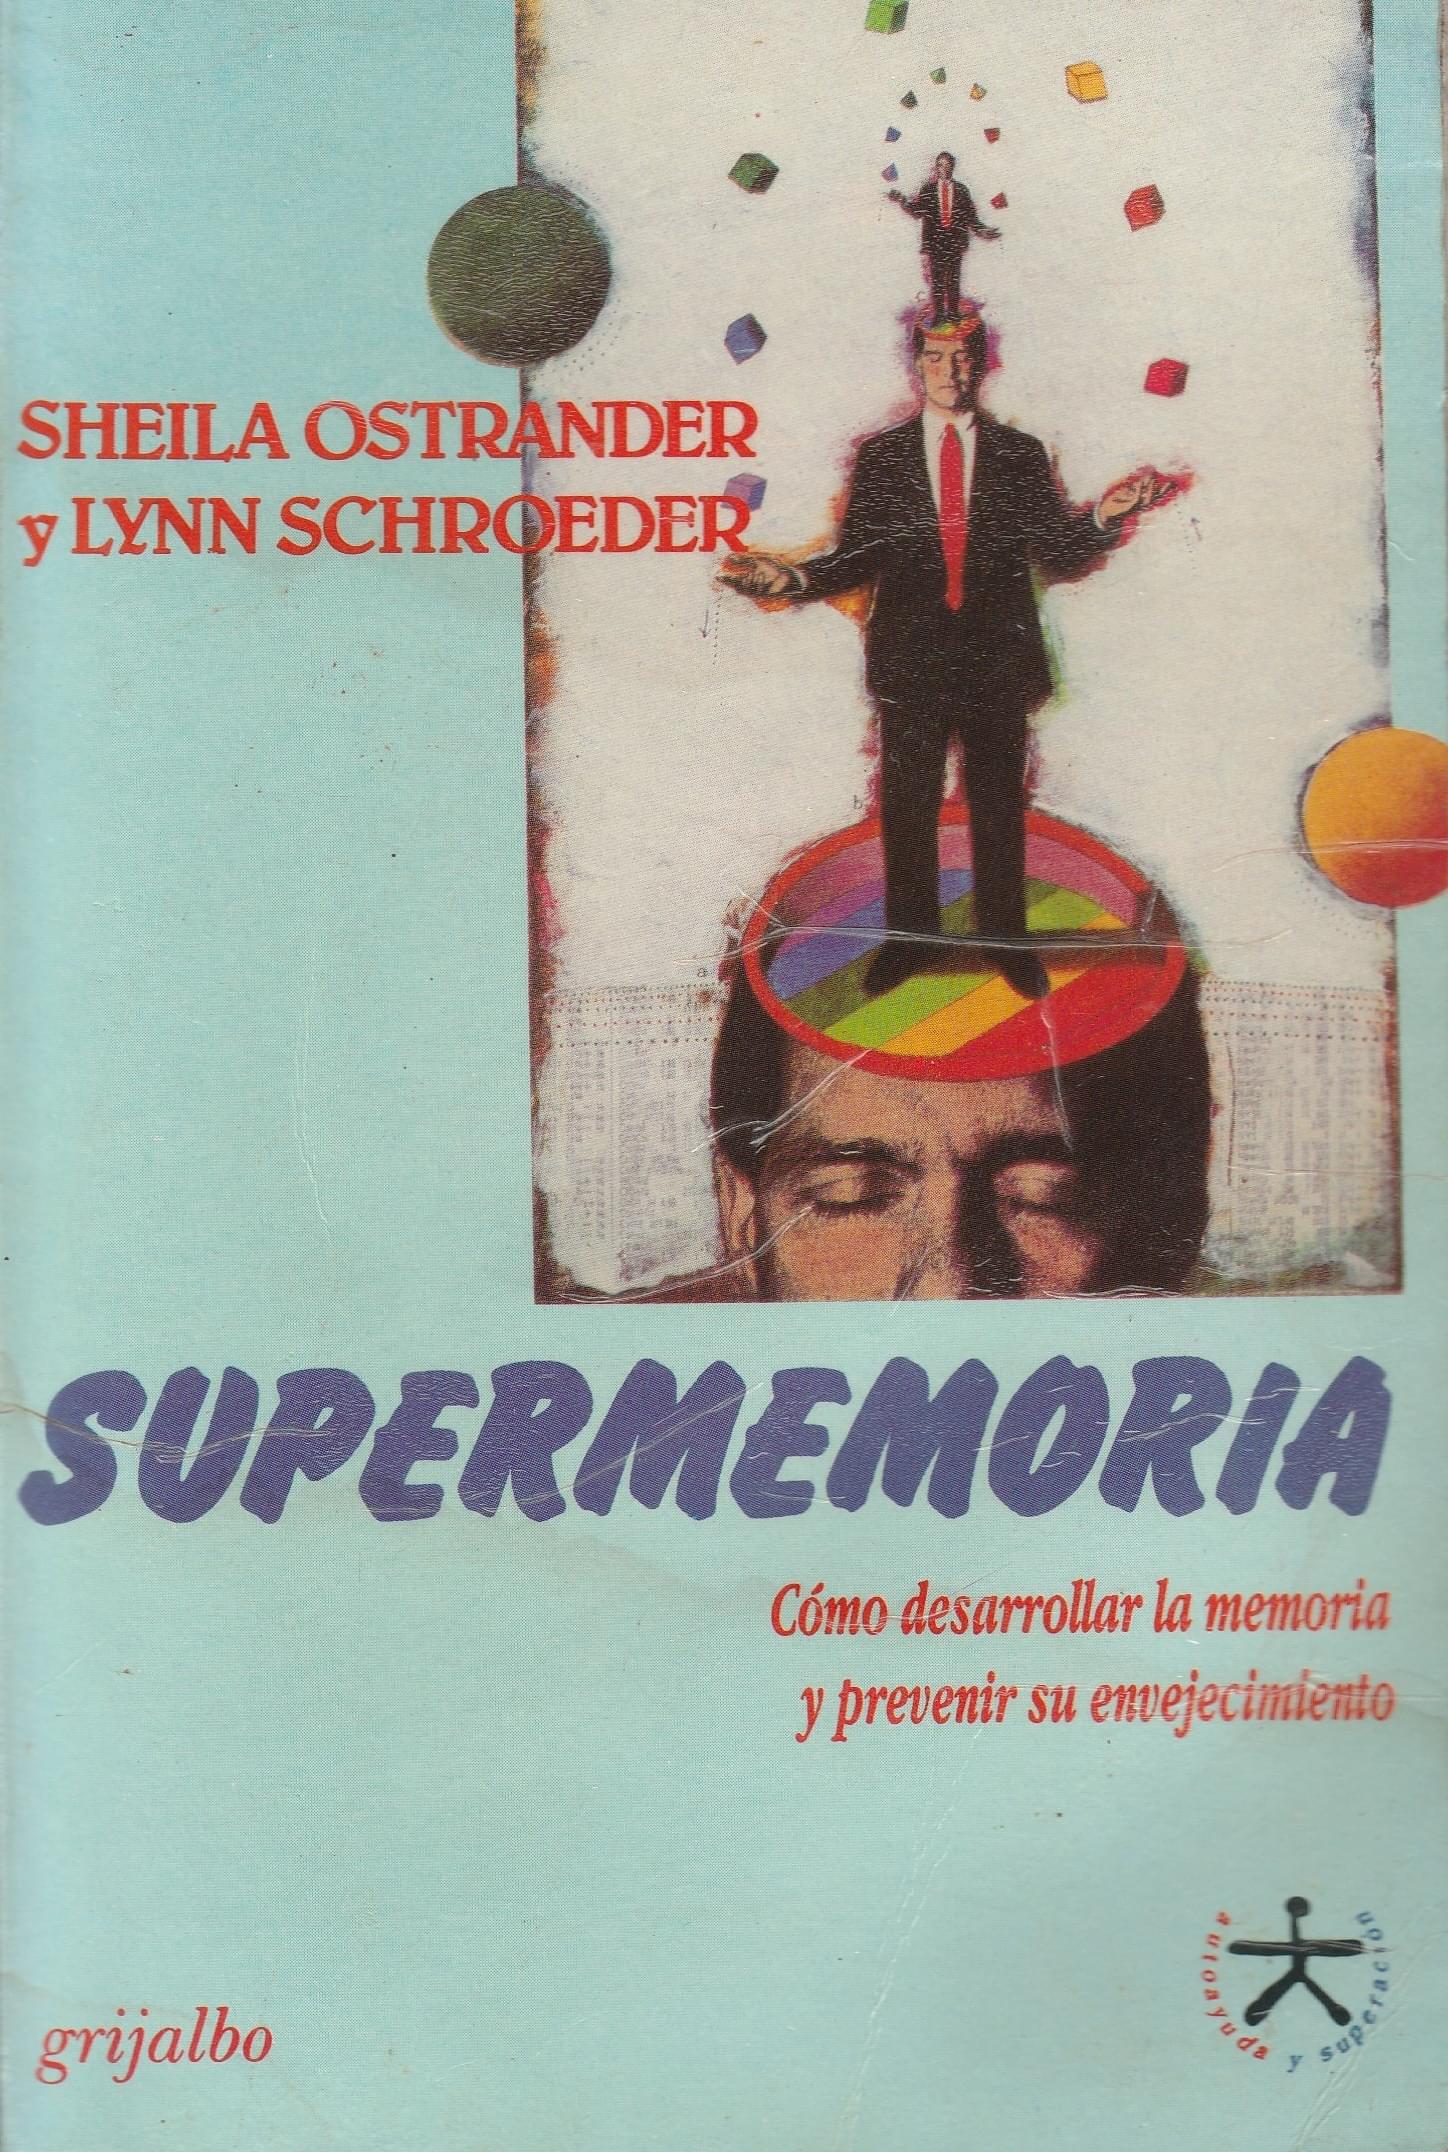 SHEILA OSTRANDER
y LYNN SCHROEDER
b
a
SUPERMEMORIA
Cómo desarrollar la memoria
y prevenir su envejecimiento
grijalbo
autoayuda y superación